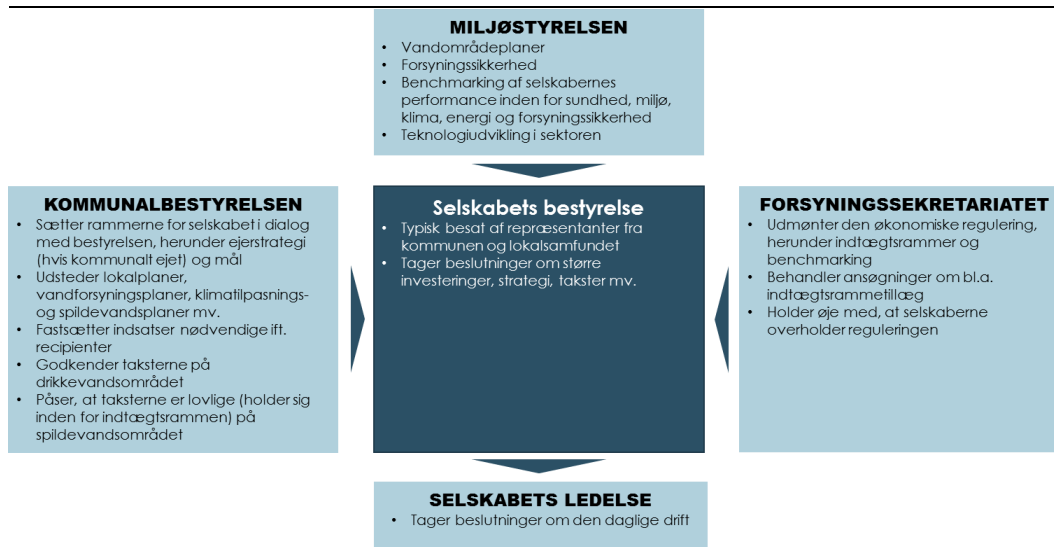 MILJØSTYRELSEN
• Vandområdeplaner
• Forsyningssikkerhed
• Benchmarking af selskabernes
performance inden for sundhed, miljø,
klima, energi og forsyningssikkerhed
• Teknologiudvikling i sektoren
KOMMUNALBESTYRELSEN
• Sætter rammerne for selskabet i dialog
med bestyrelsen, herunder ejerstrategi
(hvis kommunalt ejet) og mål
• Udsteder lokalplaner,
vandforsyningsplaner, klimatilpasnings-
og spildevandsplaner mv.
• Fastsætter indsatser nødvendige ift.
recipienter
• Godkender taksterne på
drikkevandsområdet
• Påser, at taksterne er lovlige (holder sig
inden for indtægtsrammen) på
spildevandsområdet
Selskabets bestyrelse
• Typisk besat af repræsentanter fra
kommunen og lokalsamfundet
• Tager beslutninger om større
investeringer, strategi, takster mv.
FORSYNINGSSEKRETARIATET
• Udmønter den økonomiske regulering,
herunder indtægtsrammer og
benchmarking
• Behandler ansøgninger om bl.a.
indtægtsrammetillæg
• Holder øje med, at selskaberne
overholder reguleringen
SELSKABETS LEDELSE
• Tager beslutninger om den daglige drift